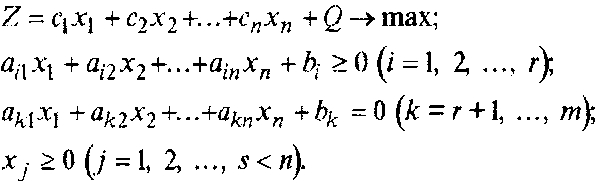 Z = c₁x₁ + c₂x₂ +...+cₙxₙ + Q → max;
aᵢ₁x₁ + aᵢ₂x₂ +...+aᵢₙxₙ + bᵢ ≥ 0 (i = 1, 2, ..., r);
aₖ₁x₁ + aₖ₂x₂ +...+aₖₙxₙ + bₖ = 0 (k = r + 1, ..., m);
xⱼ ≥ 0 (j = 1, 2, ..., s < n).